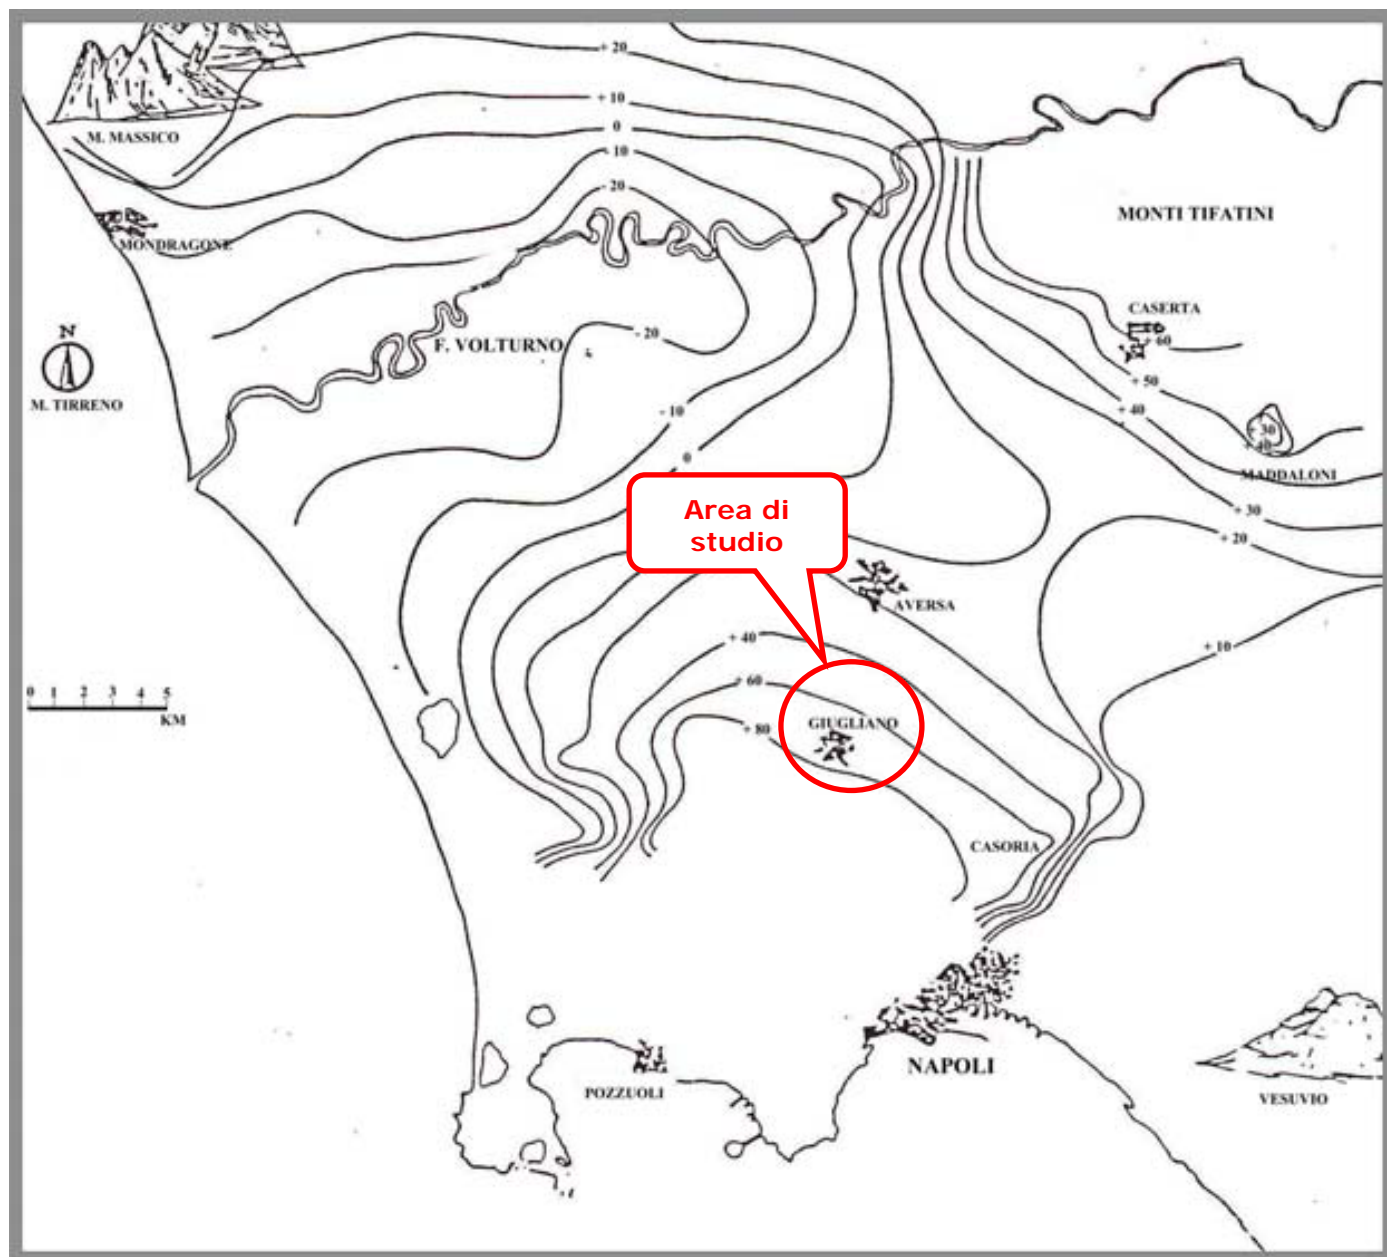 + 20
+ 10
0
- 10
- 20
M. MASSICO
MONTI TIFATINI
MONDRAGONE
CASERTA
+ 60
N
F. VOLTURNO
- 20
M. TIRRENO
+ 50
- 10
+ 40
+ 30
+ 40
0
MADDALONI
Area di
studio
+ 30
+ 20
AVERSA
+ 40
+ 10
+ 60
0 1 2 3 4 5
KM
GIUGLIANO
+ 80
CASORIA
NAPOLI
POZZUOLI
VESUVIO